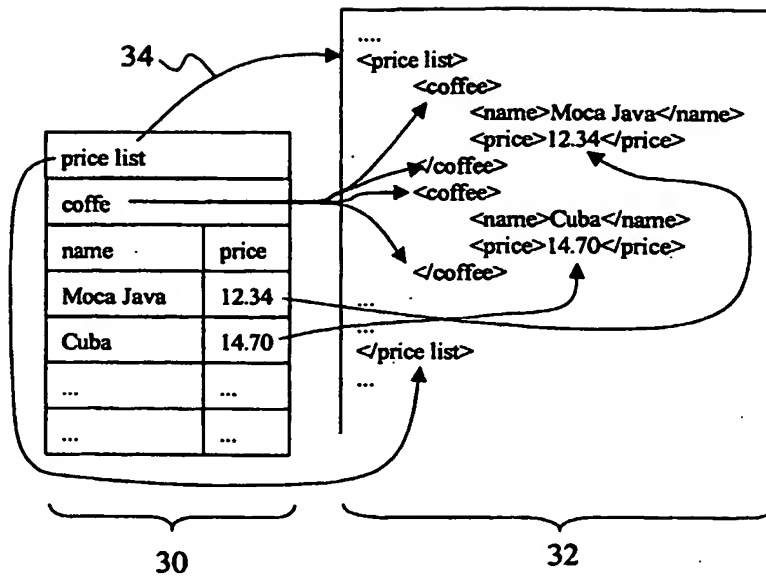 34
price list
coffe
name price
Moca Java 12.34
Cuba 14.70
... ...
... ...
30
....
<price list>
<coffee>
<name>Moca Java</name>
<price>12.34</price>
</coffee>
<coffee>
<name>Cuba</name>
<price>14.70</price>
</coffee>
...
...
</price list>
...
32